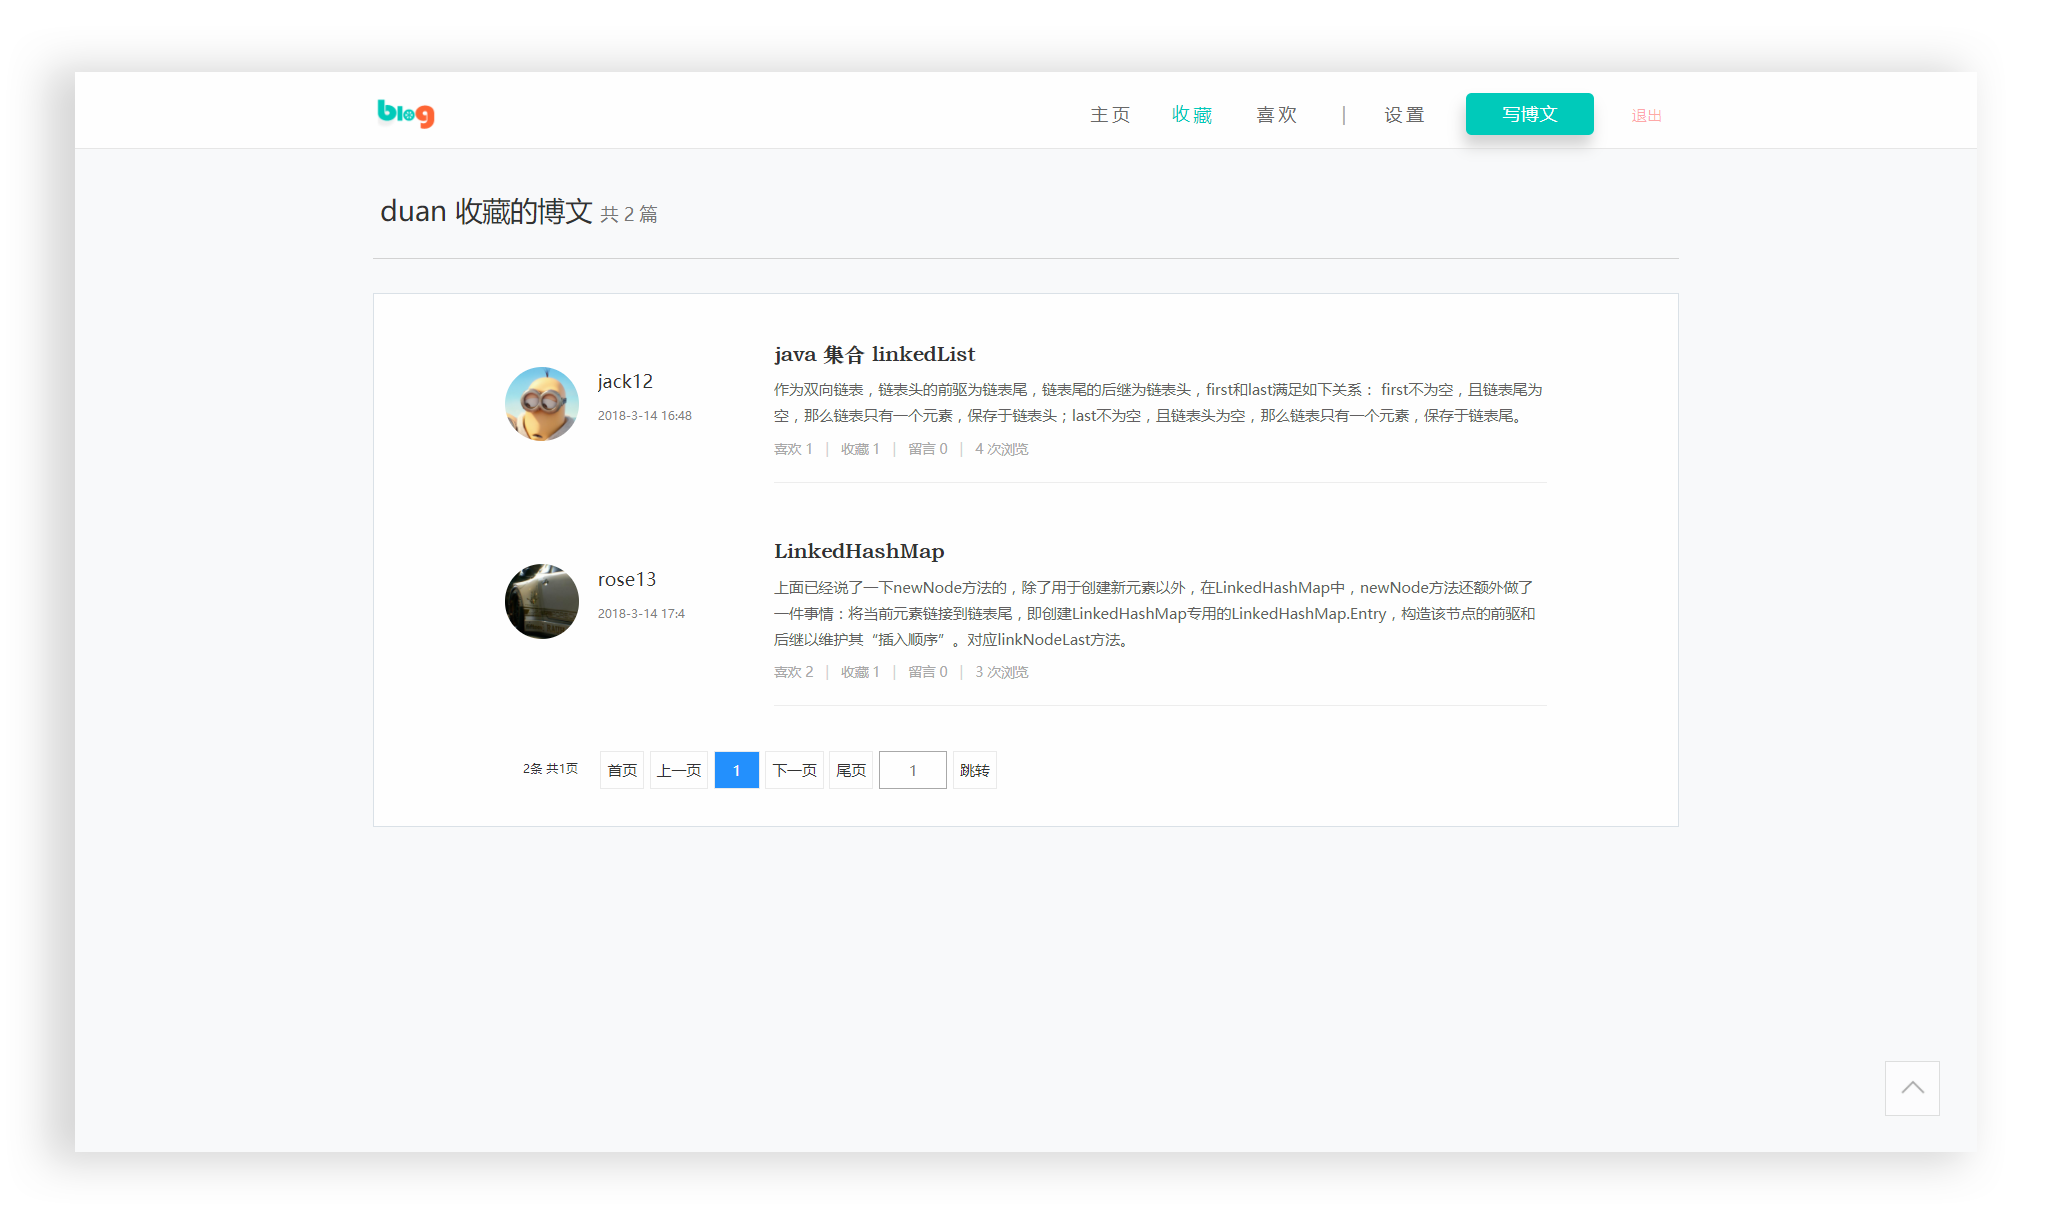 blog
主页 收藏 喜欢 | 设置 写博文 退出
duan 收藏的博文 共 2 篇
java 集合 linkedList
jack12
2018-3-14 16:48
作为双向链表，链表头的前驱为链表尾，链表尾的后继为链表头，first和last满足如下关系： first不为空，且链表尾为
空，那么链表只有一个元素，保存于链表头；last不为空，且链表头为空，那么链表只有一个元素，保存于链表尾。
喜欢 1 | 收藏 1 | 留言 0 | 4 次浏览
LinkedHashMap
rose13
2018-3-14 17:4
上面已经说了一下newNode方法的，除了用于创建新元素以外，在LinkedHashMap中，newNode方法还额外做了
一件事情：将当前元素链接到链表尾，即创建LinkedHashMap专用的LinkedHashMap.Entry，构造该节点的前驱和
后继以维护其“插入顺序”。对应linkNodeLast方法。
喜欢 2 | 收藏 1 | 留言 0 | 3 次浏览
2条 共1页 首页 上一页 1 下一页 尾页 1 跳转